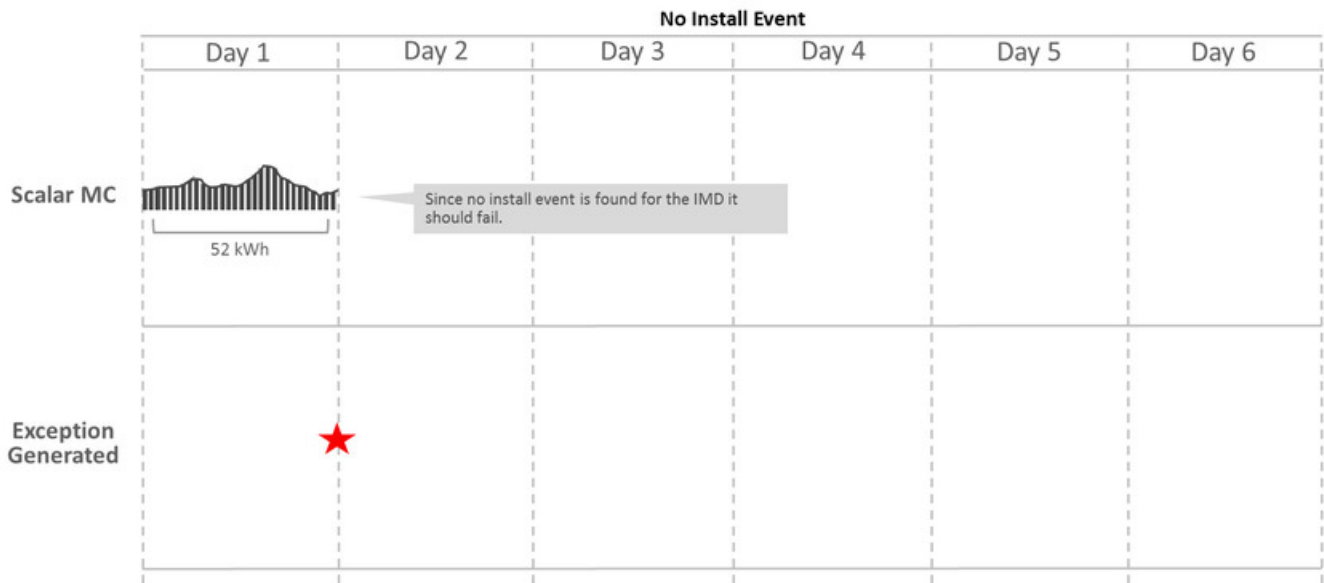 No Install Event
Day 1 Day 2 Day 3 Day 4 Day 5 Day 6
Scalar MC
Since no install event is found for the IMD it
should fail.
52 kWh
Exception
Generated